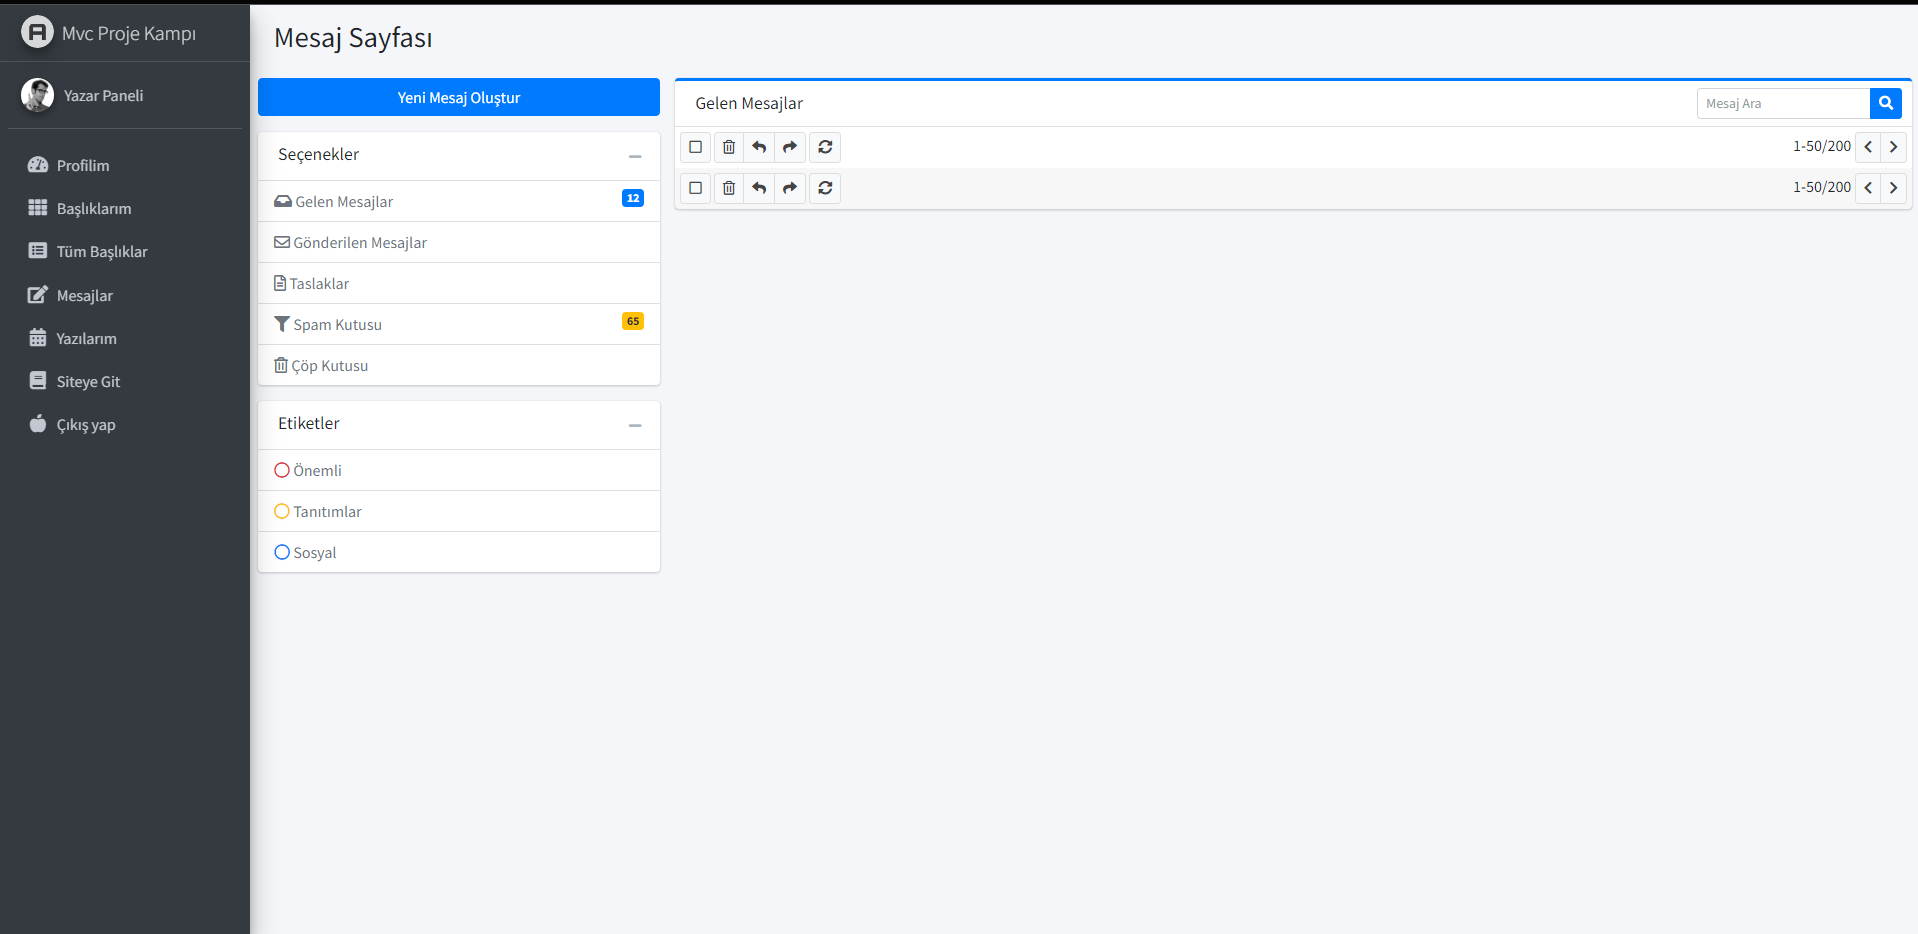 Mvc Proje Kampı
Yazar Paneli
Profilim
Başlıklarım
Tüm Başlıklar
Mesajlar
Yazılarım
Siteye Git
Çıkış yap
Mesaj Sayfası
Yeni Mesaj Oluştur
Seçenekler
Gelen Mesajlar 12
Gönderilen Mesajlar
Taslaklar
Spam Kutusu 65
Çöp Kutusu
Etiketler
Önemli
Tanıtımlar
Sosyal
Gelen Mesajlar
Mesaj Ara
1-50/200
1-50/200